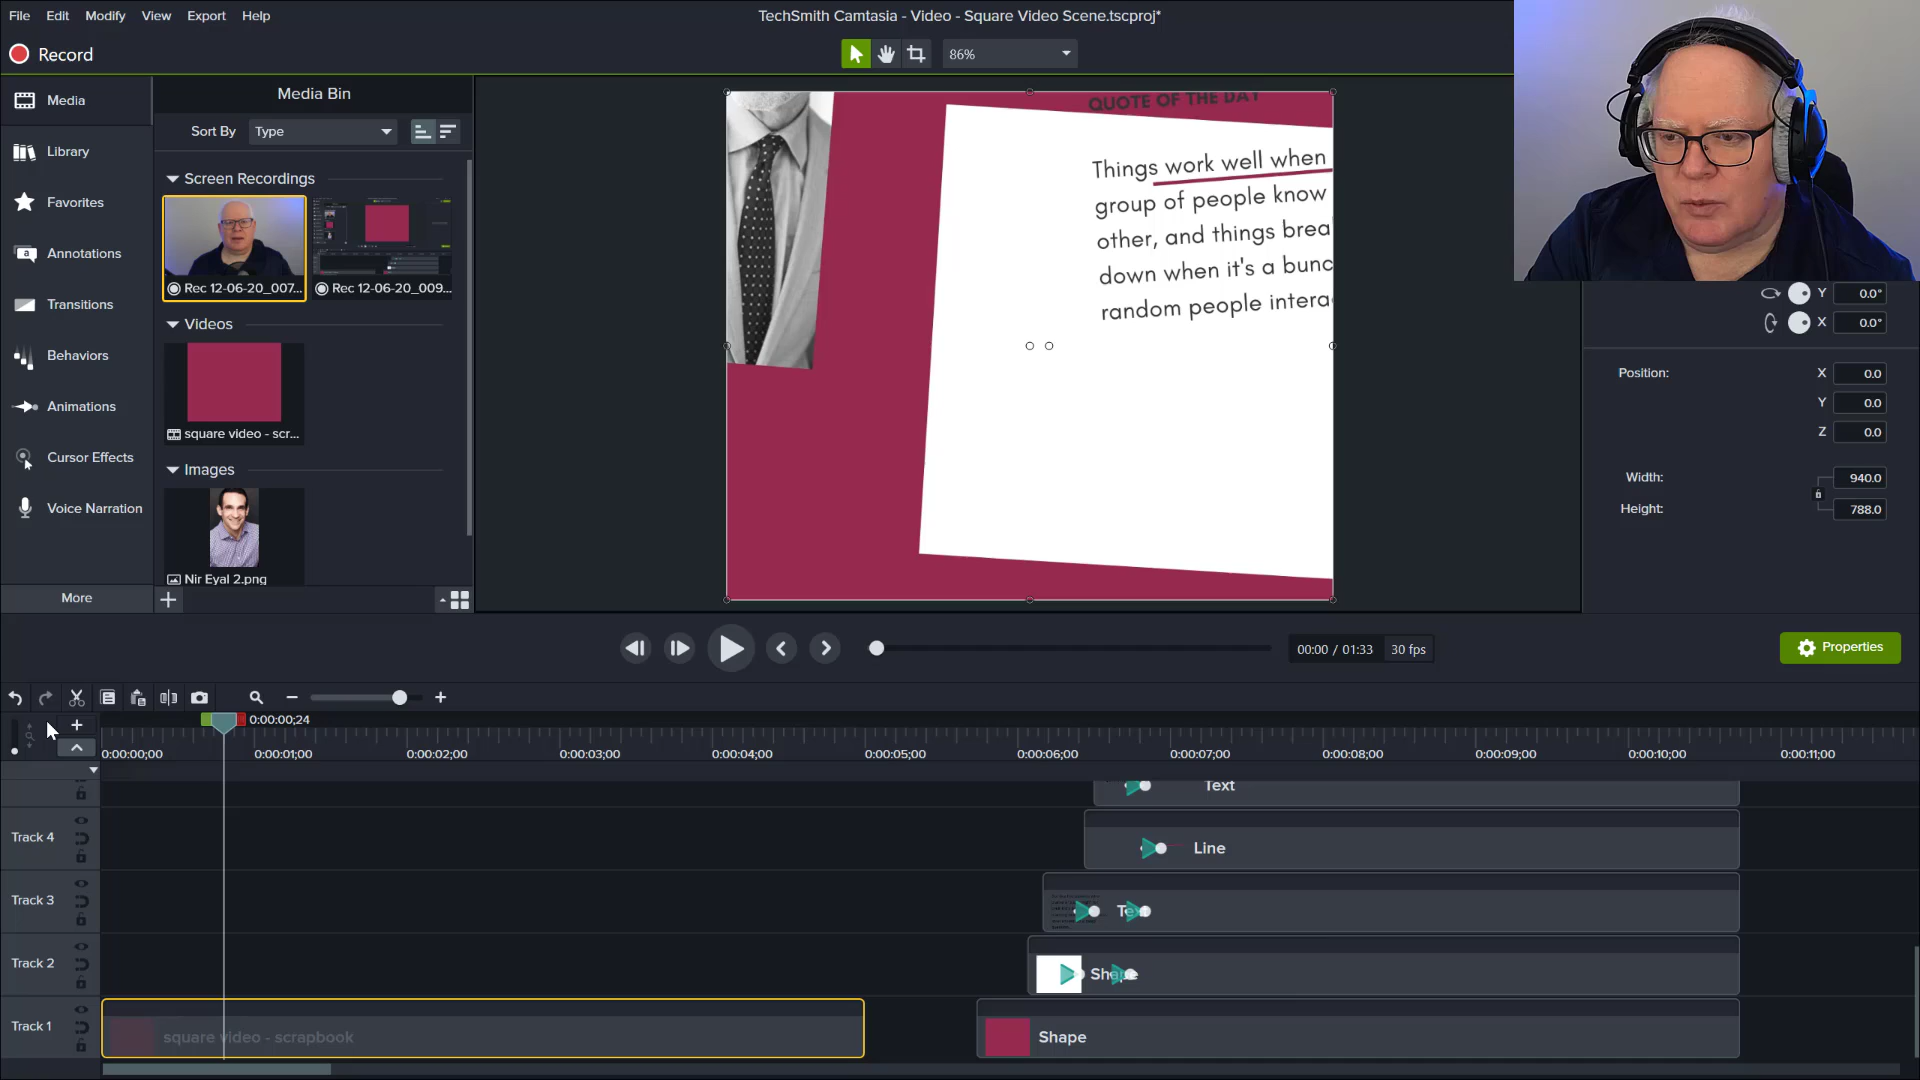 File Edit Modify View Export Help
TechSmith Camtasia - Video - Square Video Scene.tscproj*
Record
86%
Media
Library
Favorites
Annotations
Transitions
Behaviors
Animations
Cursor Effects
Voice Narration
More
Media Bin
Sort By Type
Screen Recordings
Rec 12-06-20_007... Rec 12-06-20_009...
Videos
square video - scr...
Images
Nir Eyal 2.png
QUOTE OF THE DAY
Things work well when
group of people know
other, and things brea
down when it's a bunc
random people intera
Y 0.0°
X 0.0°
Position: X 0.0
Y 0.0
Z 0.0
Width: 940.0
Height: 788.0
00:00 / 01:33 30 fps
Properties
0:00:00;24
0:00:00;00 0:00:01;00 0:00:02;00 0:00:03;00 0:00:04;00 0:00:05;00 0:00:06;00 0:00:07;00 0:00:08;00 0:00:09;00 0:00:10;00 0:00:11;00
Text
Track 4 Line
Track 3
Track 2 Shape
Track 1 square video - scrapbook Shape